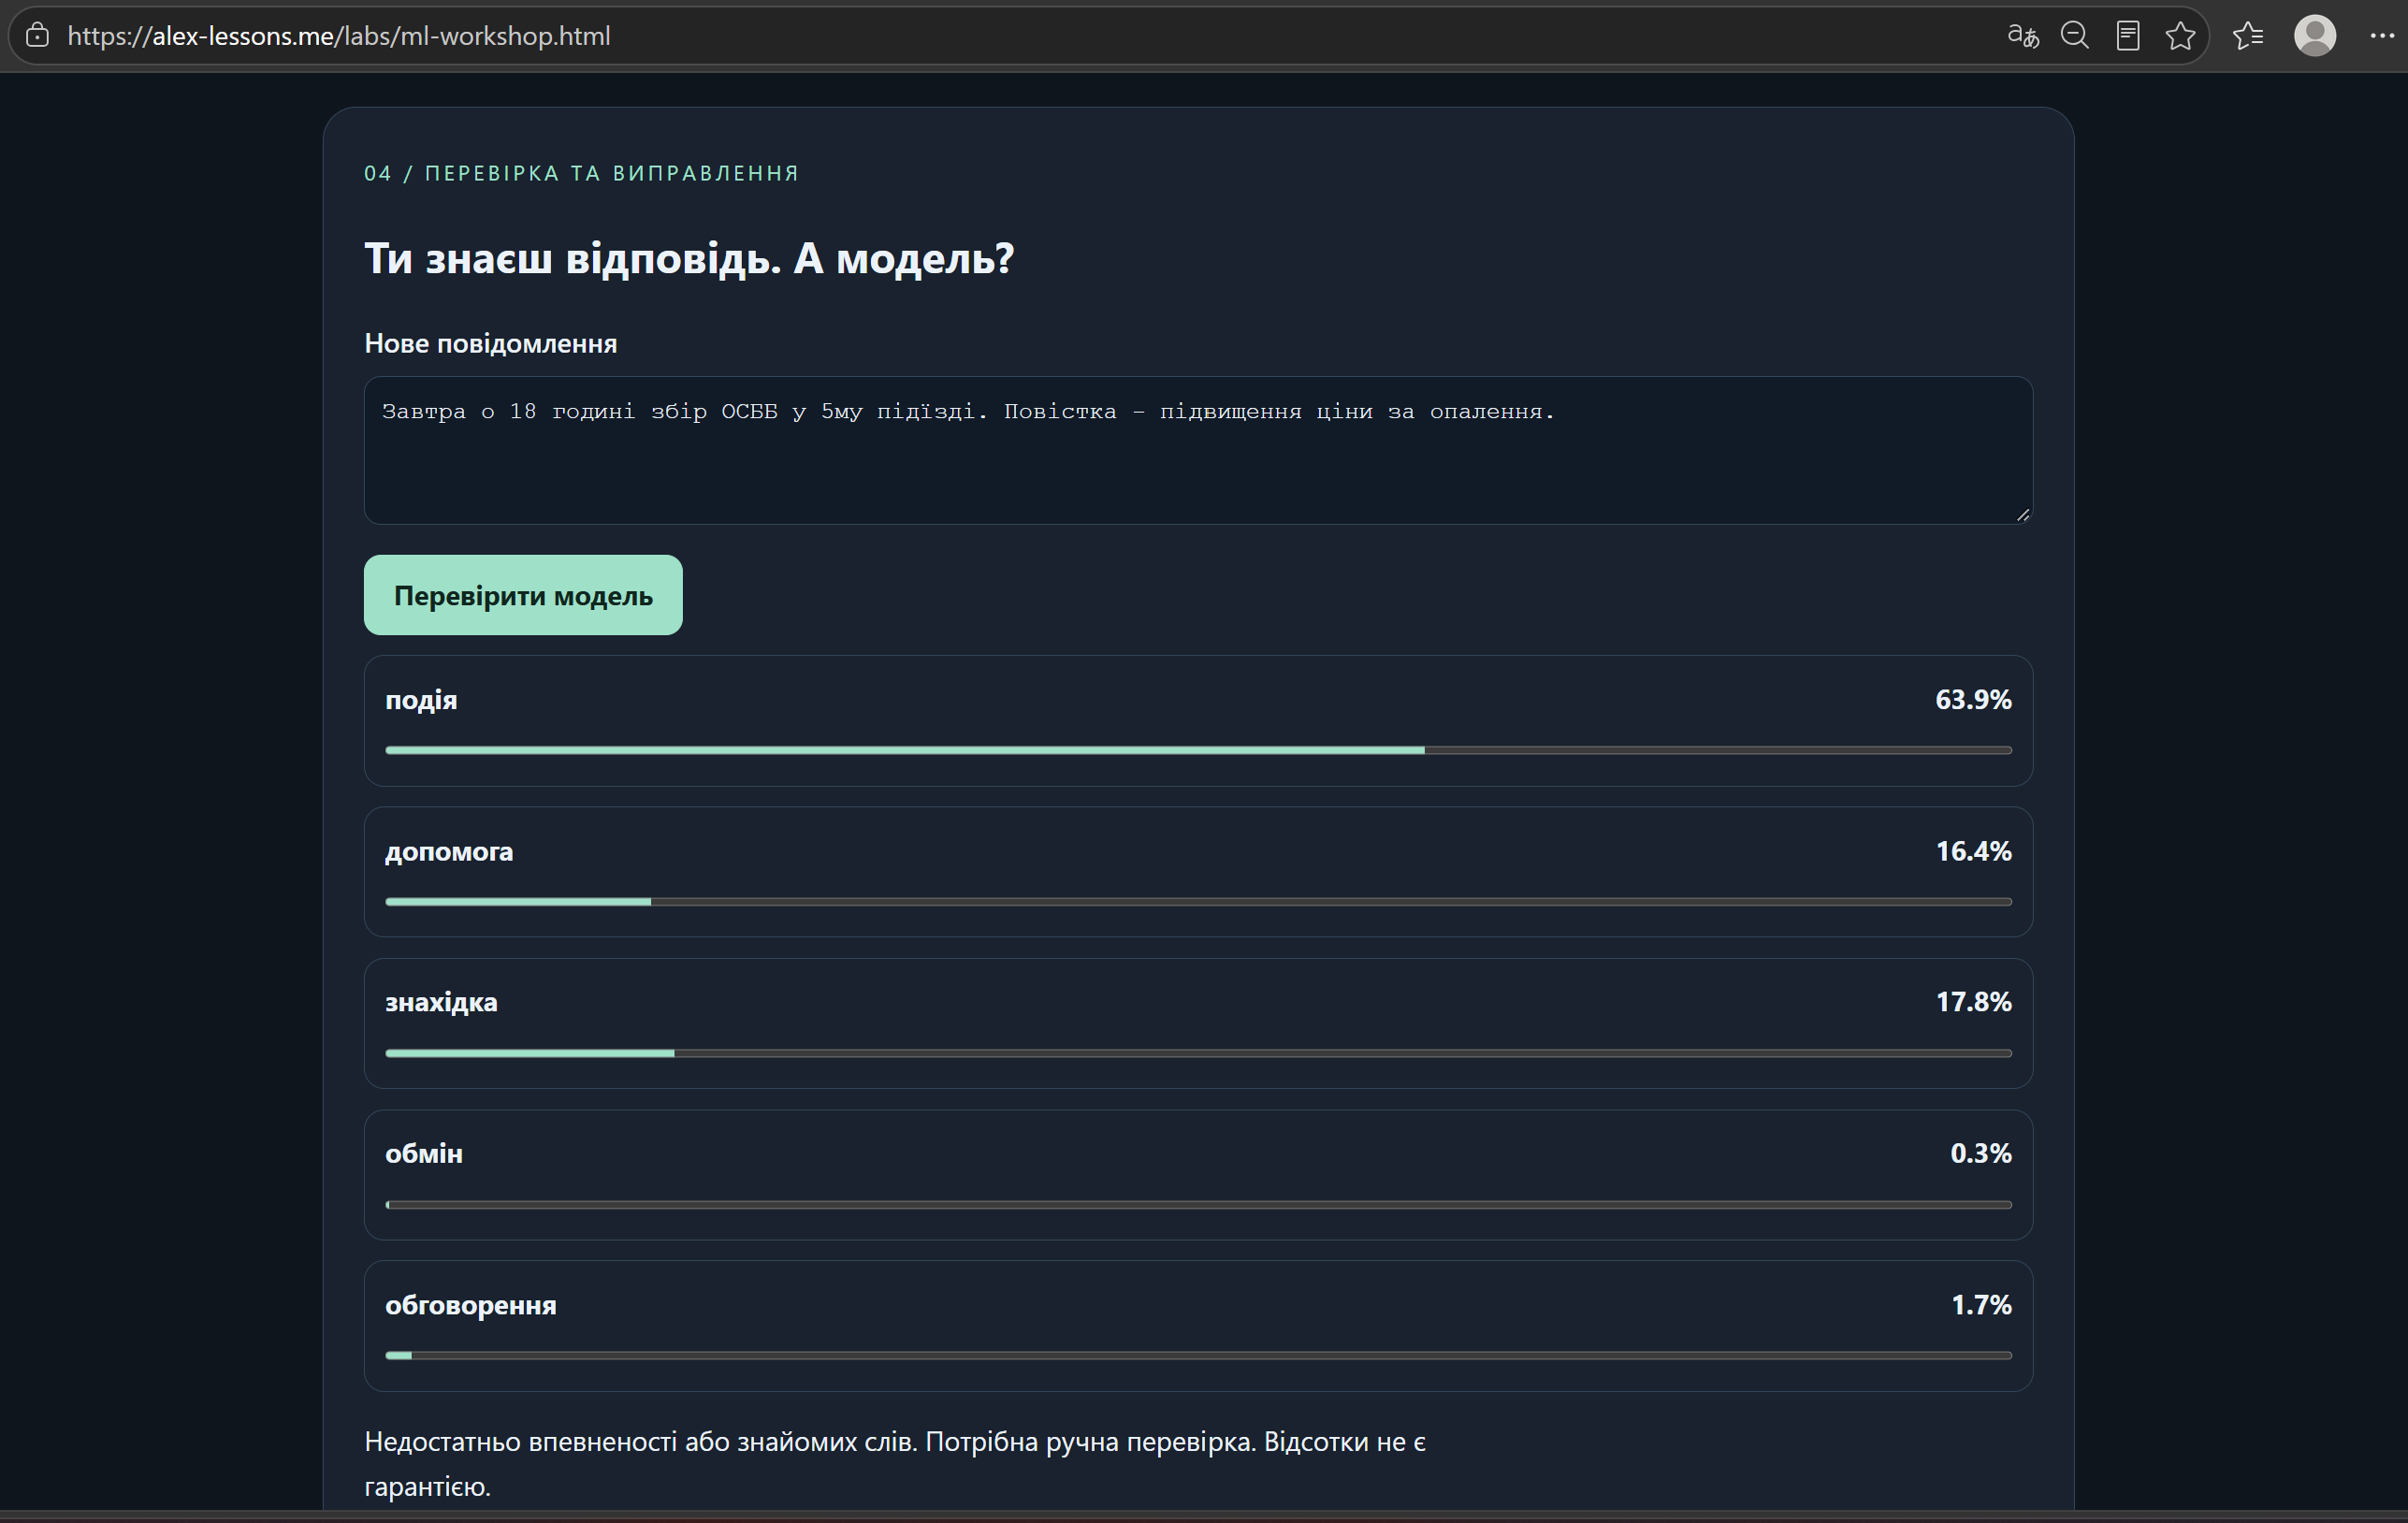 https://alex-lessons.me/labs/ml-workshop.html
04 / ПЕРЕВІРКА ТА ВИПРАВЛЕННЯ
Ти знаєш відповідь. А модель?
Нове повідомлення
Завтра о 18 годині збір ОСББ у 5му підїзді. Повістка – підвищення ціни за опалення.
Перевірити модель
подія 63.9%
допомога 16.4%
знахідка 17.8%
обмін 0.3%
обговорення 1.7%
Недостатньо впевненості або знайомих слів. Потрібна ручна перевірка. Відсотки не є
гарантією.